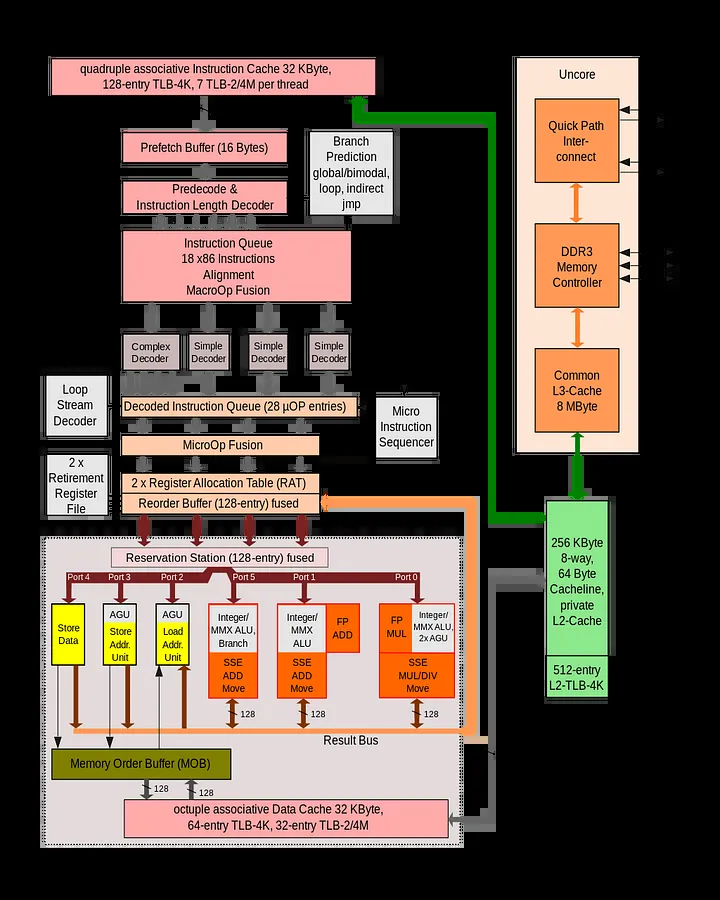 quadruple associative Instruction Cache 32 KByte,
128-entry TLB-4K, 7 TLB-2/4M per thread
Prefetch Buffer (16 Bytes)
Predecode &
Instruction Length Decoder
Branch
Prediction
global/bimodal,
loop, indirect
jmp
Instruction Queue
18 x86 Instructions
Alignment
MacroOp Fusion
Complex
Decoder
Simple
Decoder
Simple
Decoder
Simple
Decoder
Loop
Stream
Decoder
Decoded Instruction Queue (28 µOP entries)
Micro
Instruction
Sequencer
MicroOp Fusion
2 x
Retirement
Register
File
2 x Register Allocation Table (RAT)
Reorder Buffer (128-entry) fused
Reservation Station (128-entry) fused
Port 4
Port 3
Port 2
Port 5
Port 1
Port 0
Store
Data
AGU
Store
Addr.
Unit
AGU
Load
Addr.
Unit
Integer/
MMX ALU,
Branch
SSE
ADD
Move
Integer/
MMX
ALU
FP
ADD
SSE
ADD
Move
FP
MUL
Integer/
MMX ALU,
2x AGU
SSE
MUL/DIV
Move
128
128
128
Result Bus
Memory Order Buffer (MOB)
128
128
octuple associative Data Cache 32 KByte,
64-entry TLB-4K, 32-entry TLB-2/4M
Uncore
Quick Path
Inter-
connect
DDR3
Memory
Controller
Common
L3-Cache
8 MByte
256 KByte
8-way,
64 Byte
Cacheline,
private
L2-Cache
512-entry
L2-TLB-4K